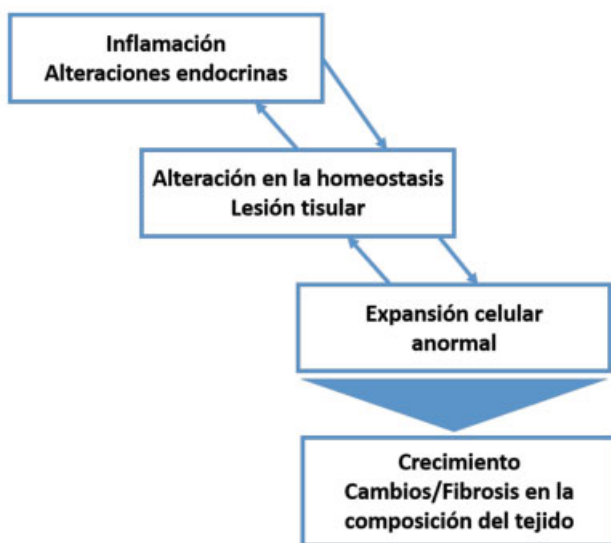 Inflamación
Alteraciones endocrinas
Alteración en la homeostasis
Lesión tisular
Expansión celular
anormal
Crecimiento
Cambios/Fibrosis en la
composición del tejido